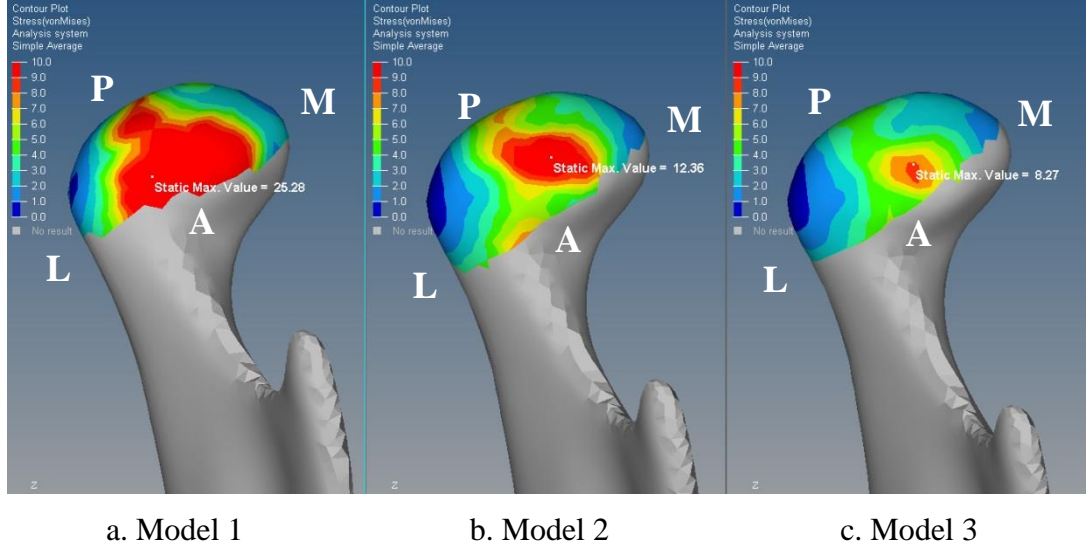 Contour Plot
Stress(vonMises)
Analysis system
Simple Average
10.0
9.0
8.0
7.0
6.0
5.0
4.0
3.0
2.0
1.0
0.0
No result
P
M
Static Max. Value = 25.28
A
L
z
Contour Plot
Stress(vonMises)
Analysis system
Simple Average
10.0
9.0
8.0
7.0
6.0
5.0
4.0
3.0
2.0
1.0
0.0
No result
P
M
Static Max. Value = 12.36
A
L
z
Contour Plot
Stress(vonMises)
Analysis system
Simple Average
10.0
9.0
8.0
7.0
6.0
5.0
4.0
3.0
2.0
1.0
0.0
No result
P
M
Static Max. Value = 8.27
A
L
z
a. Model 1
b. Model 2
c. Model 3